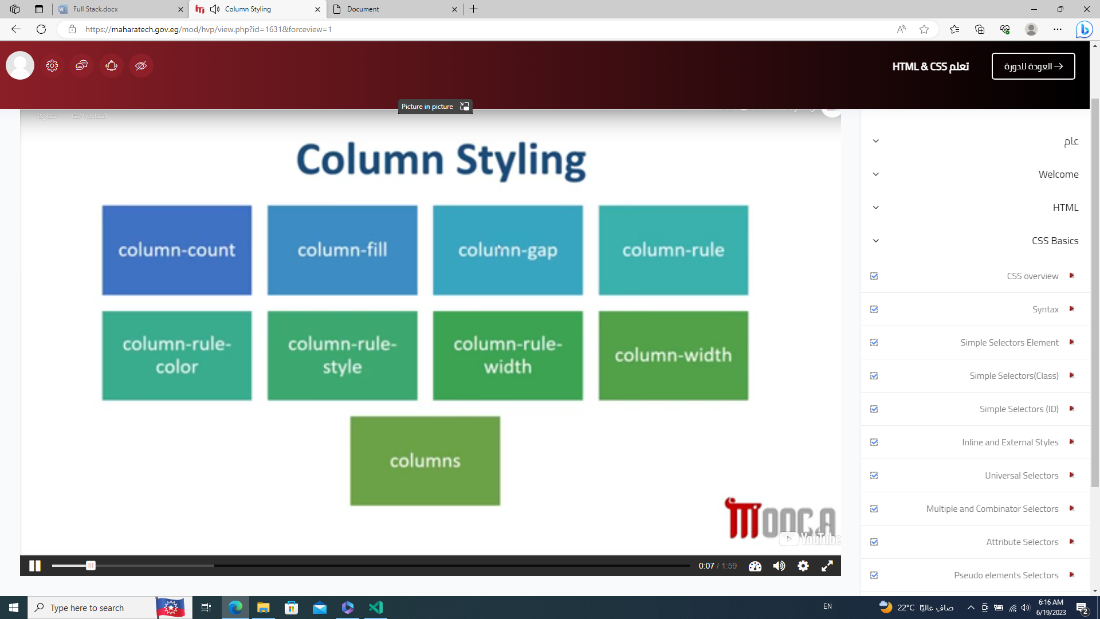 Full Stack.docx
Column Styling
Document
https://maharatech.gov.eg/mod/hvp/view.php?id=1631&forceview=1
تعلم HTML & CSS
العودة للدورة
Picture in picture
Column Styling
column-count
column-fill
column-gap
column-rule
column-rule-
color
column-rule-
style
column-rule-
width
column-width
columns
MOOCA
YouTube
0:07 / 1:59
عام
Welcome
HTML
CSS Basics
CSS overview
Syntax
Simple Selectors Element
Simple Selectors(Class)
Simple Selectors (ID)
Inline and External Styles
Universal Selectors
Multiple and Combinator Selectors
Attribute Selectors
Pseudo elements Selectors
Type here to search
EN
22°C صاف غالبًا
6:16 AM
6/19/2023
2